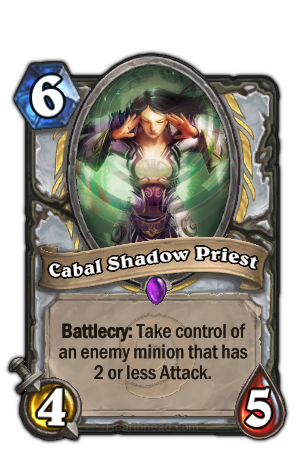 6
Cabal Shadow Priest
Battlecry: Take control of
an enemy minion that has
2 or less Attack.
4
5